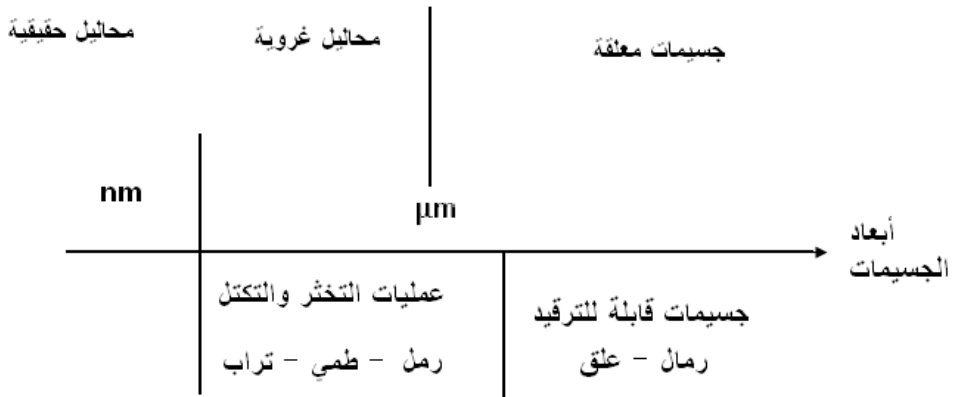 جسيمات معلقة
محاليل غروية
محاليل حقيقية
nm
µm
أبعاد
الجسيمات
عمليات التخثر والتكتل
رمل - طمي - تراب
جسيمات قابلة للترقيد
رمال - علق